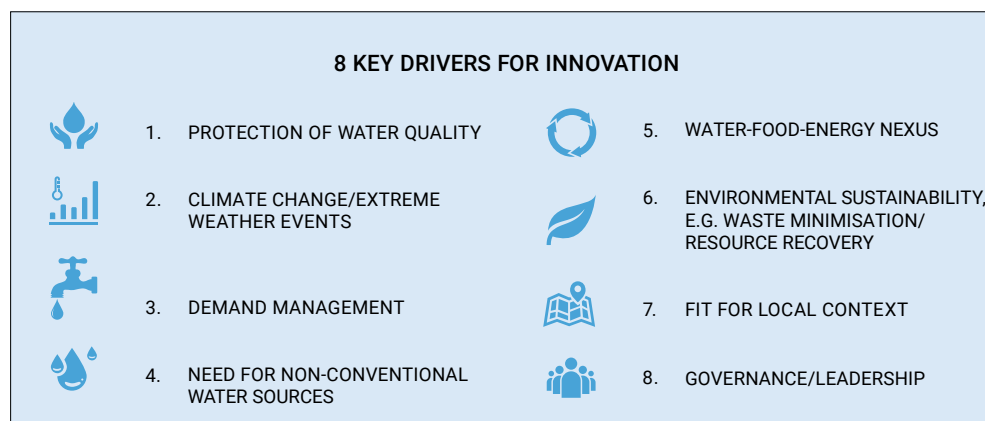 8 KEY DRIVERS FOR INNOVATION
1. PROTECTION OF WATER QUALITY
2. CLIMATE CHANGE/EXTREME
WEATHER EVENTS
3. DEMAND MANAGEMENT
4. NEED FOR NON-CONVENTIONAL
WATER SOURCES
5. WATER-FOOD-ENERGY NEXUS
6. ENVIRONMENTAL SUSTAINABILITY,
E.G. WASTE MINIMISATION/
RESOURCE RECOVERY
7. FIT FOR LOCAL CONTEXT
8. GOVERNANCE/LEADERSHIP